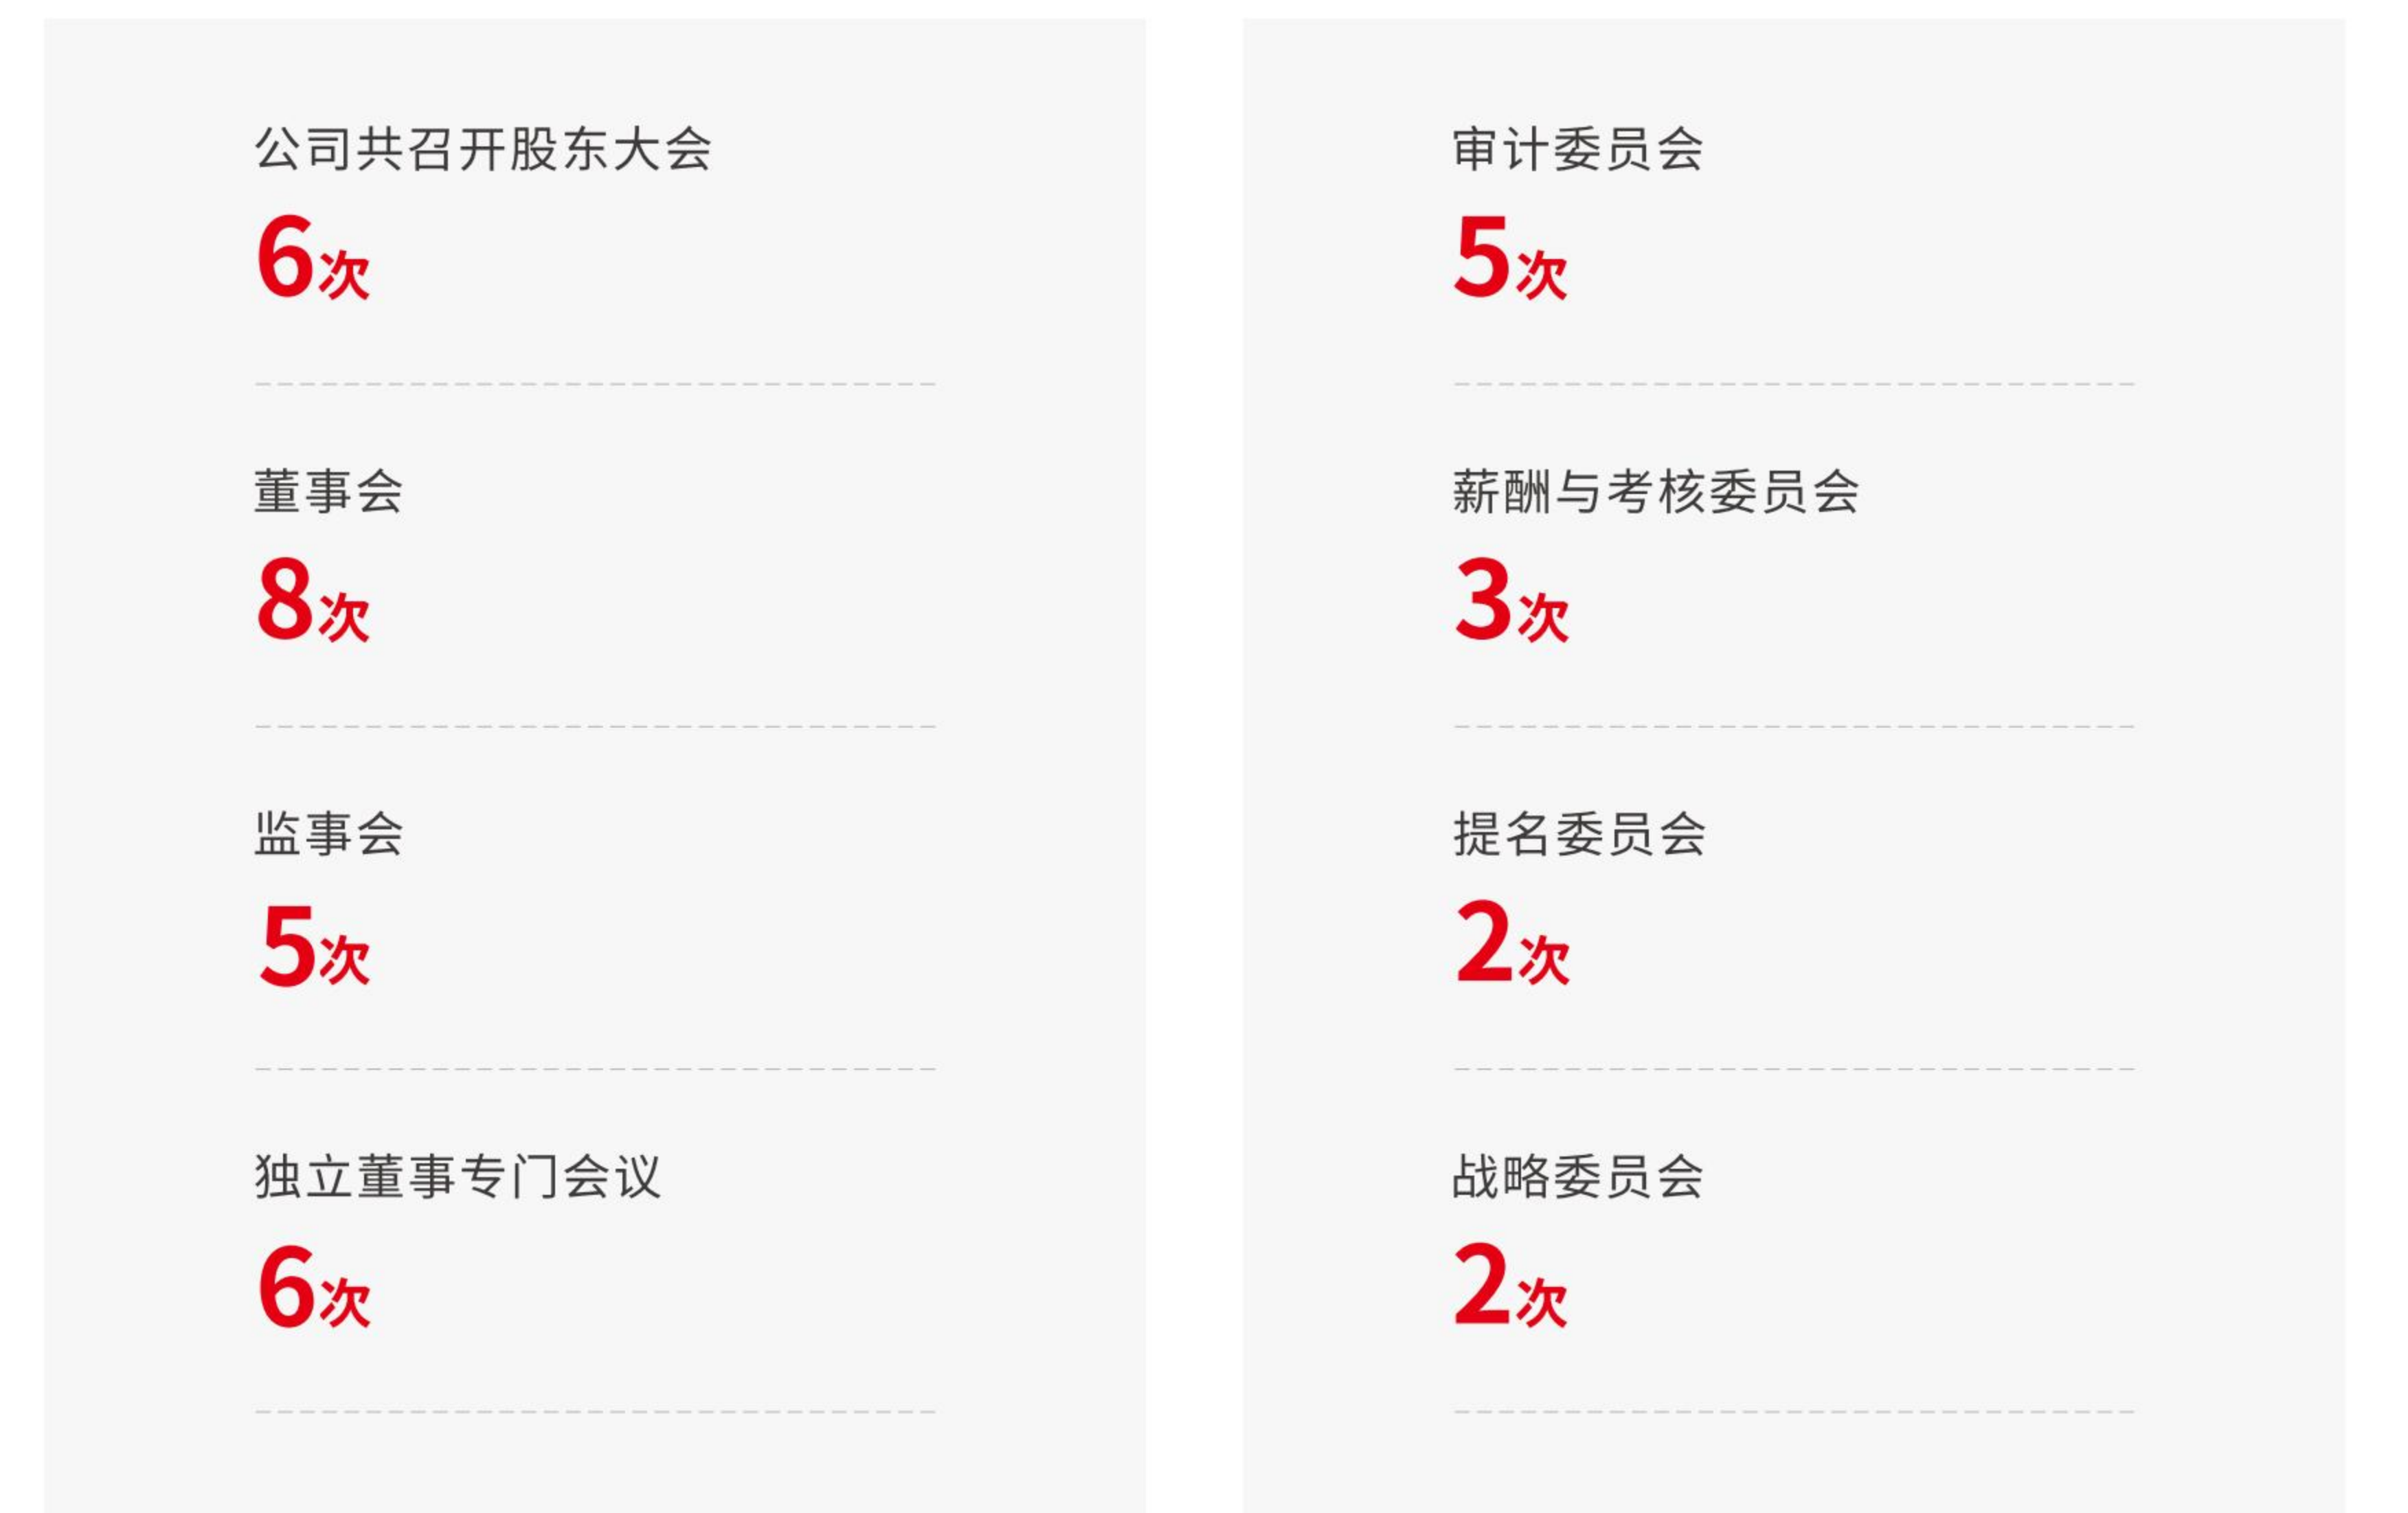 公司共召开股东大会
6次
董事会
8次
监事会
5次
独立董事专门会议
6次
审计委员会
5次
薪酬与考核委员会
3次
提名委员会
2次
战略委员会
2次